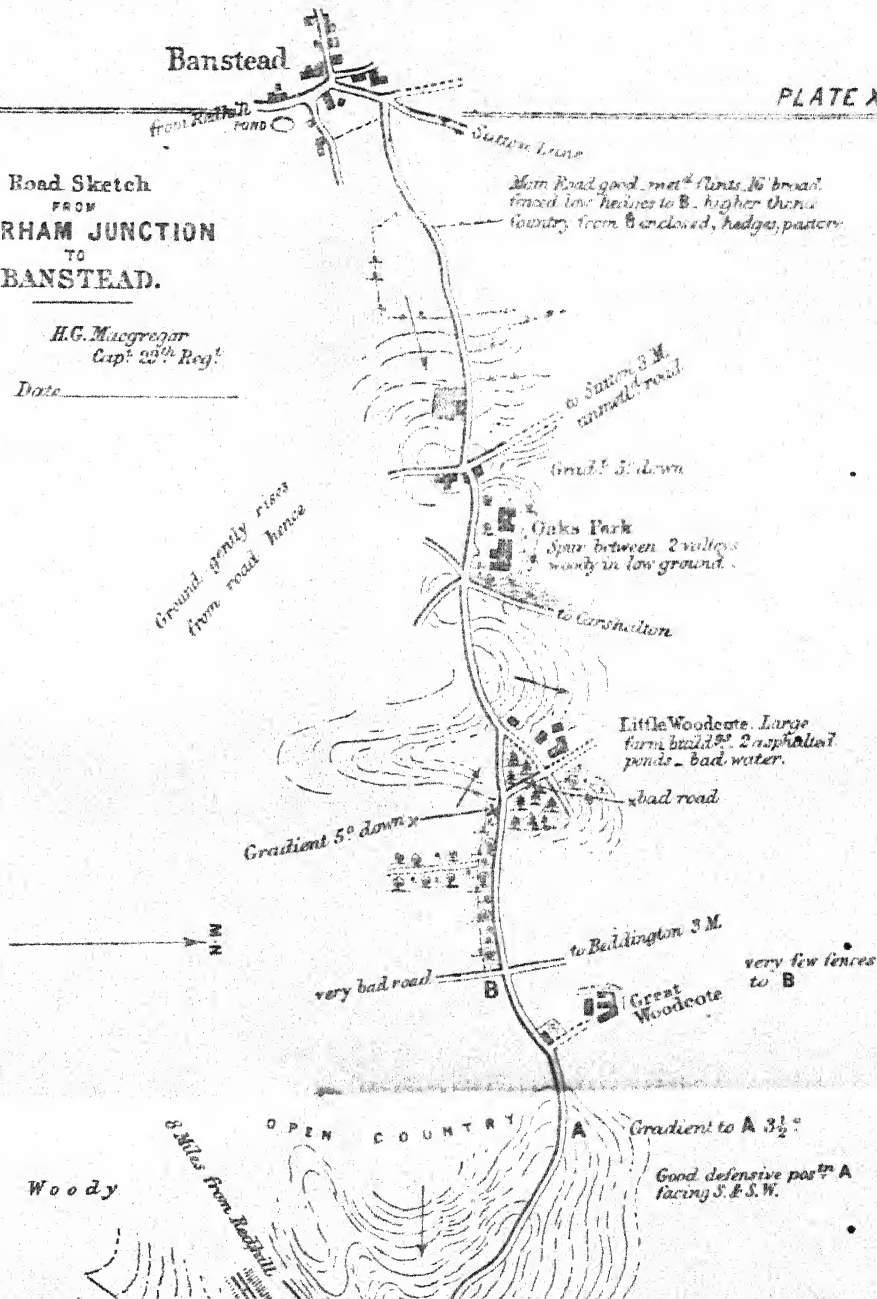 Banstead
PLATE X
from Redhill
POND
Sutton Lane
Road Sketch
FROM
RHAM JUNCTION
TO
BANSTEAD.
H.G. Macgregor
Capt. 29th Regt.
Date
Main Road good - metd. flints, 16' broad
fenced low hedges to B. higher thence
Country from B enclosed, hedges, pasture
to Sutton 3 M.
unmetd. road
Gradt. 5° down
Ground gently rises
from road hence
Oaks Park
Spur between 2 valleys
woody in low ground.
to Carshalton
Little Woodcote. Large
farm buildgs. 2 asphalted
ponds - bad water.
bad road
Gradient 5° down
M.N
to Beddington 3 M.
very bad road
B
Great
Woodcote
very few fences
to B
OPEN COUNTRY
A
Gradient to A 3½°
8 Miles from Redhill
Woody
Good defensive postn. A
facing S. & S.W.